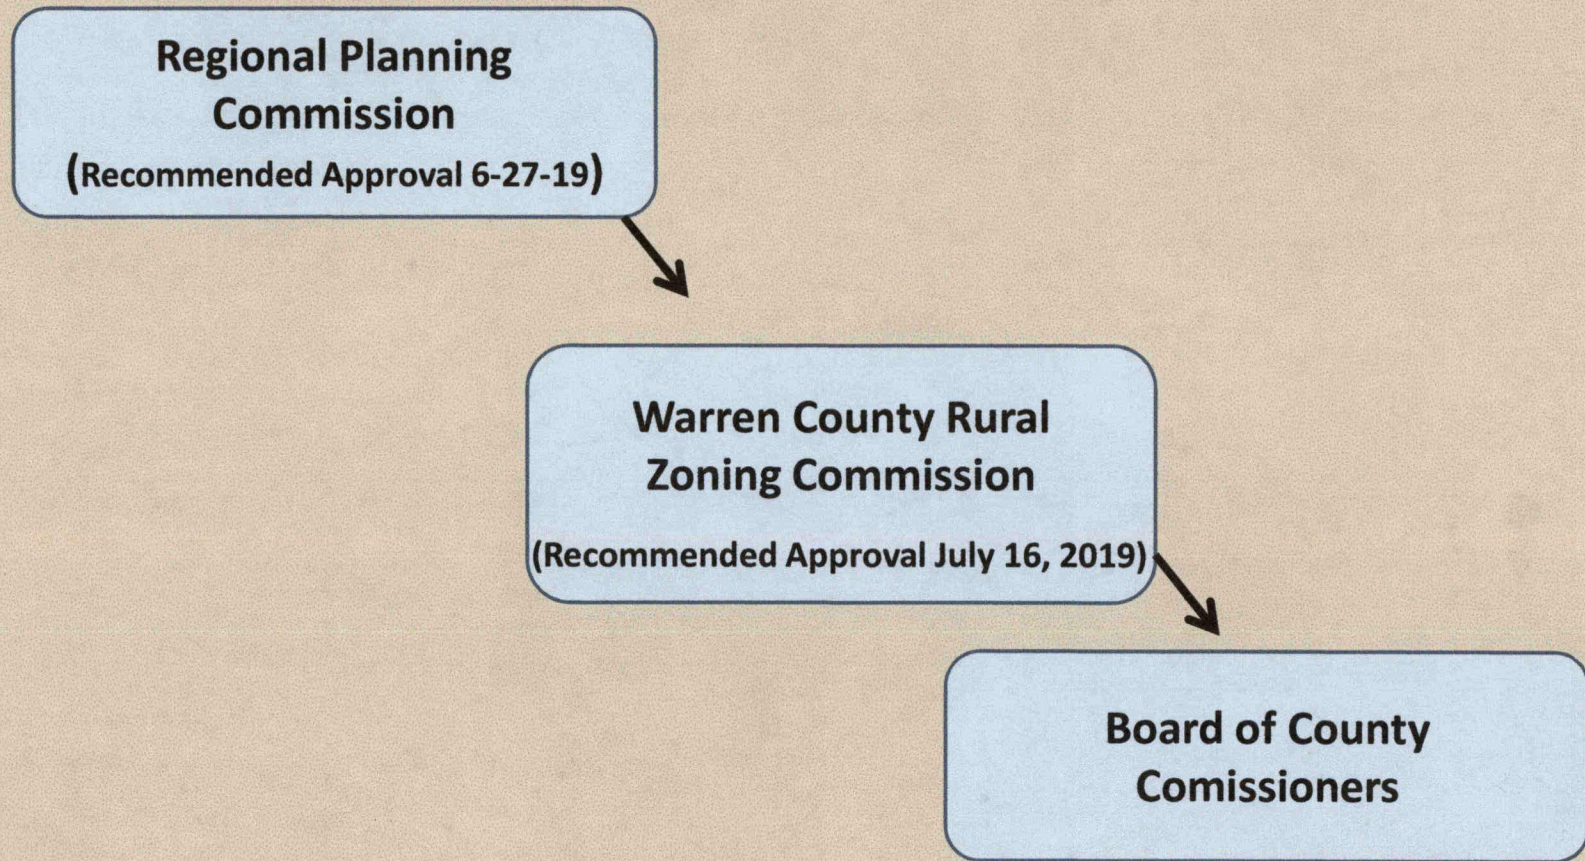 Regional Planning
Commission
(Recommended Approval 6-27-19)
Warren County Rural
Zoning Commission
(Recommended Approval July 16, 2019)
Board of County
Comissioners